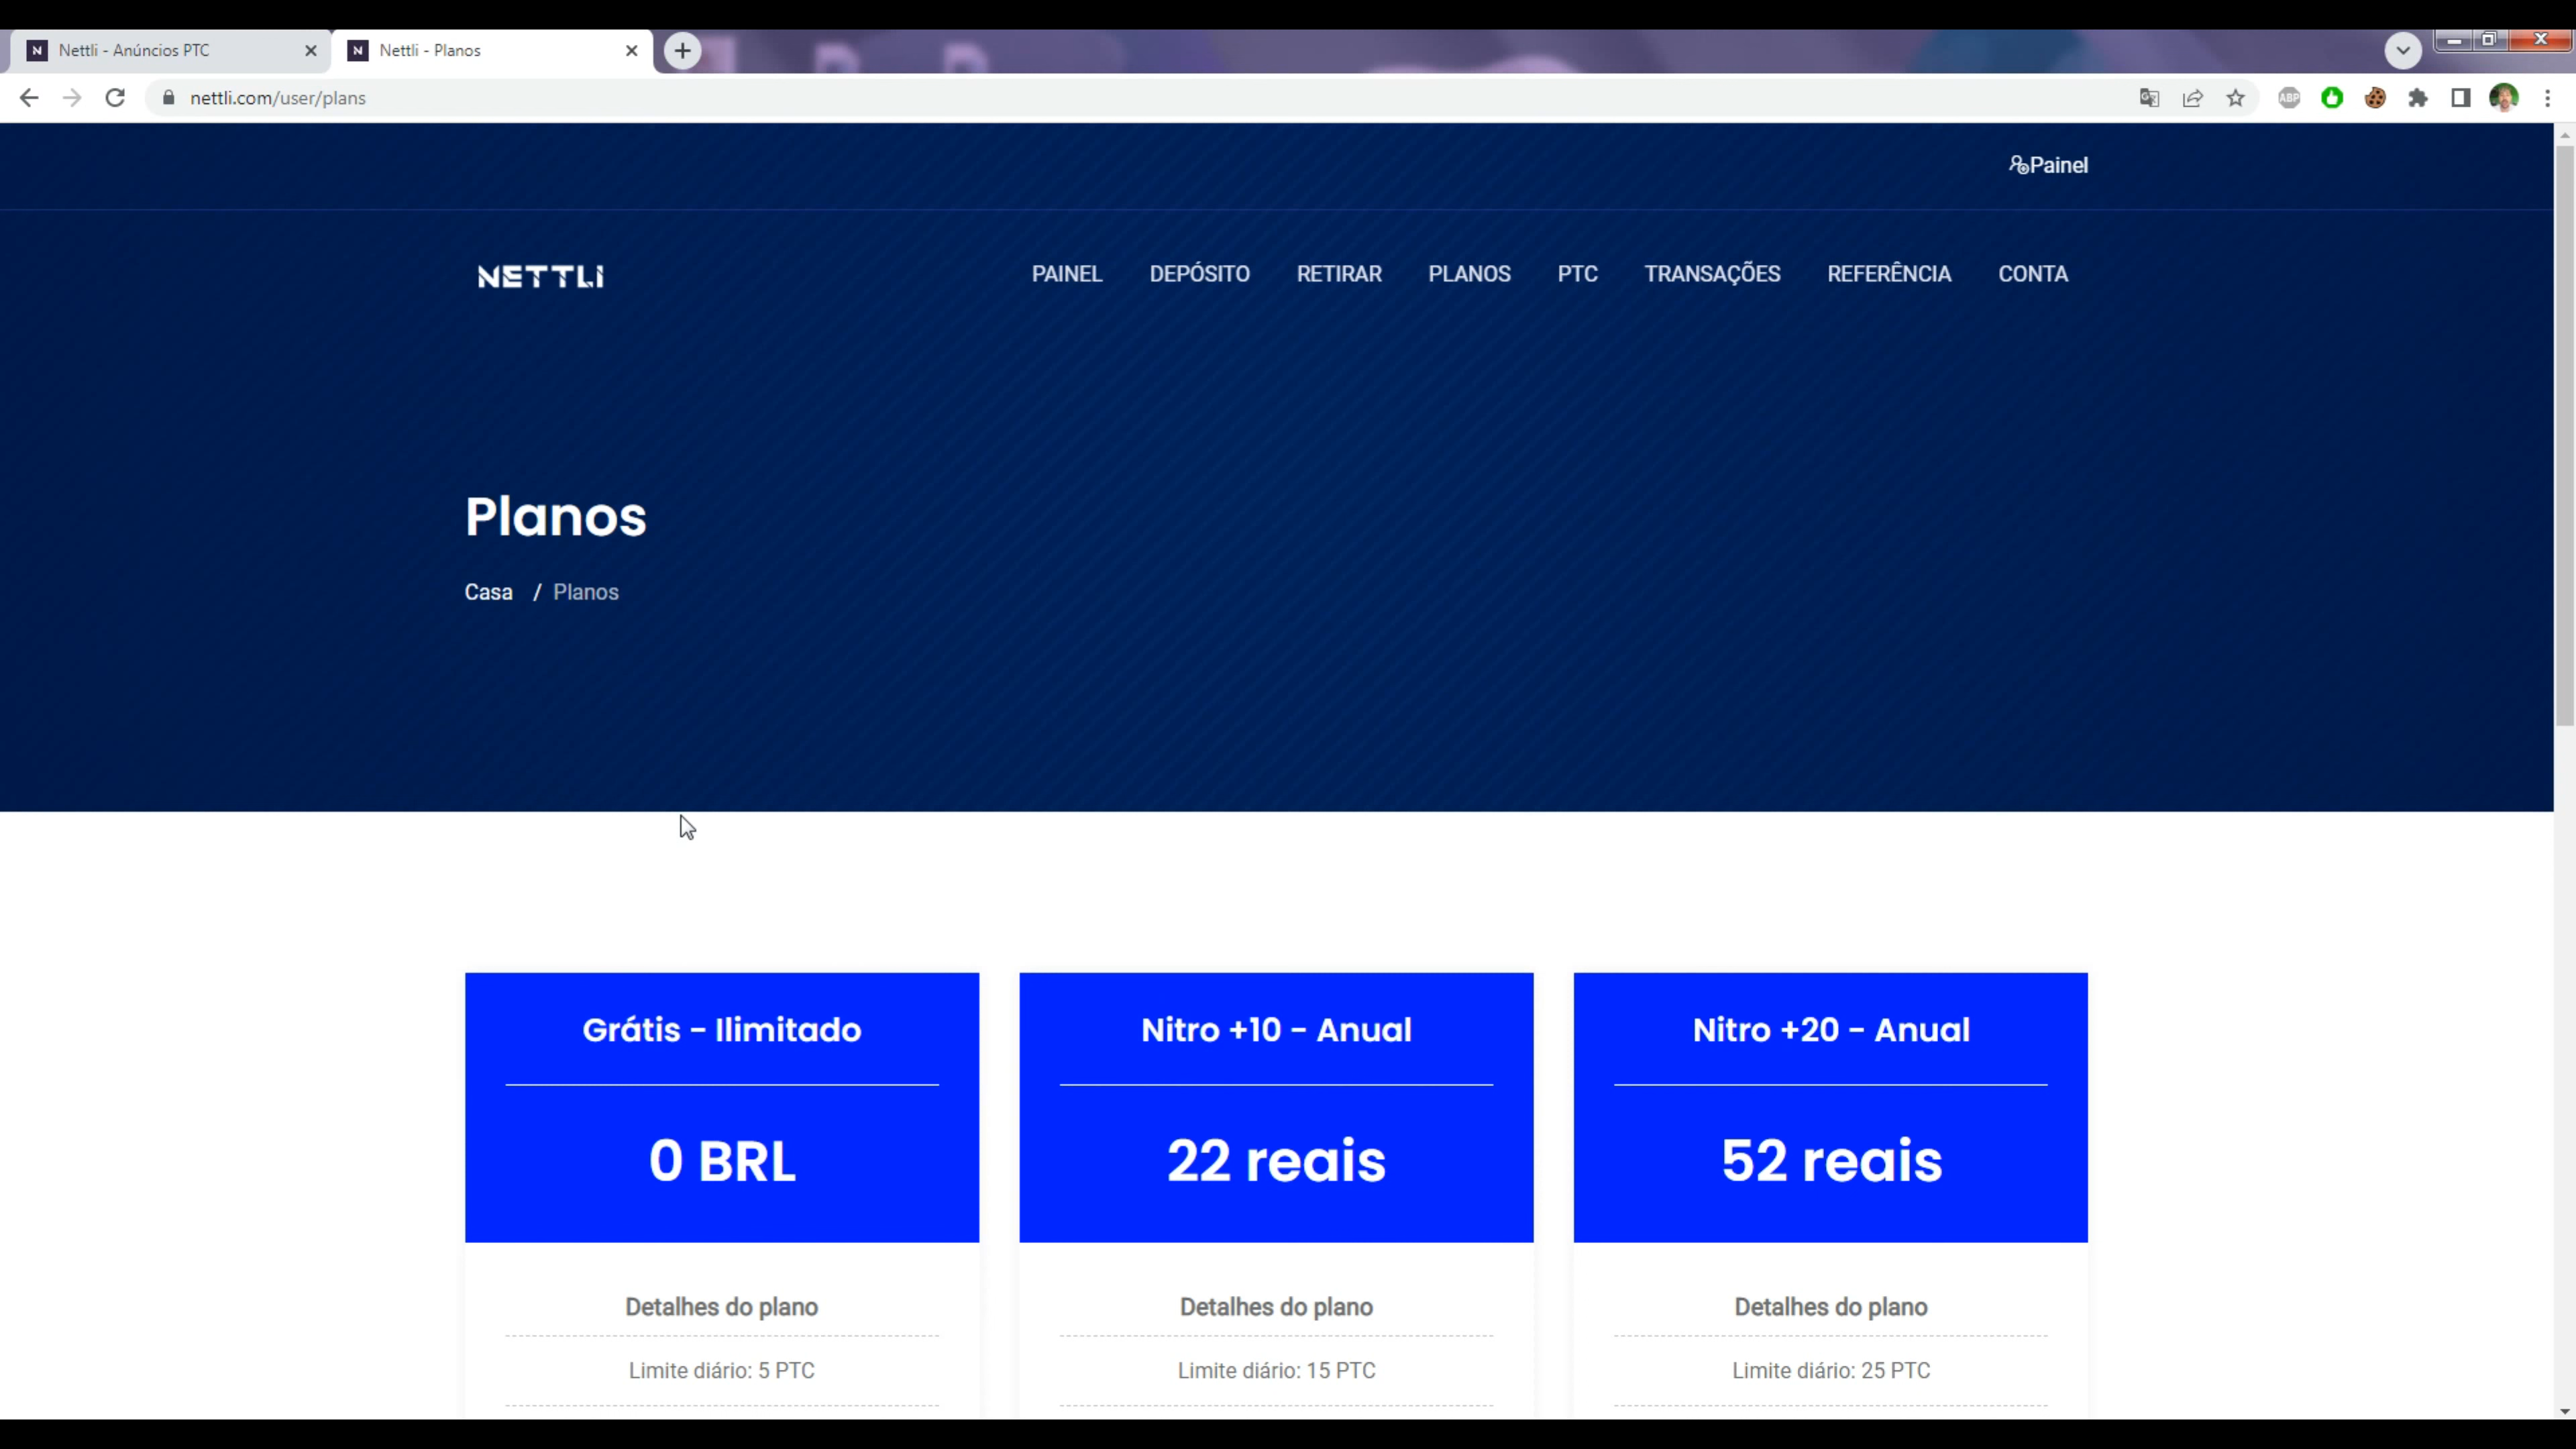 Nettli - Anúncios PTC
Nettli - Planos
nettli.com/user/plans
ABP
Painel
NETTLI
PAINEL DEPÓSITO RETIRAR PLANOS PTC TRANSAÇÕES REFERÊNCIA CONTA
Planos
Casa / Planos
Grátis - Ilimitado
0 BRL
Detalhes do plano
Limite diário: 5 PTC
Nitro +10 - Anual
22 reais
Detalhes do plano
Limite diário: 15 PTC
Nitro +20 - Anual
52 reais
Detalhes do plano
Limite diário: 25 PTC